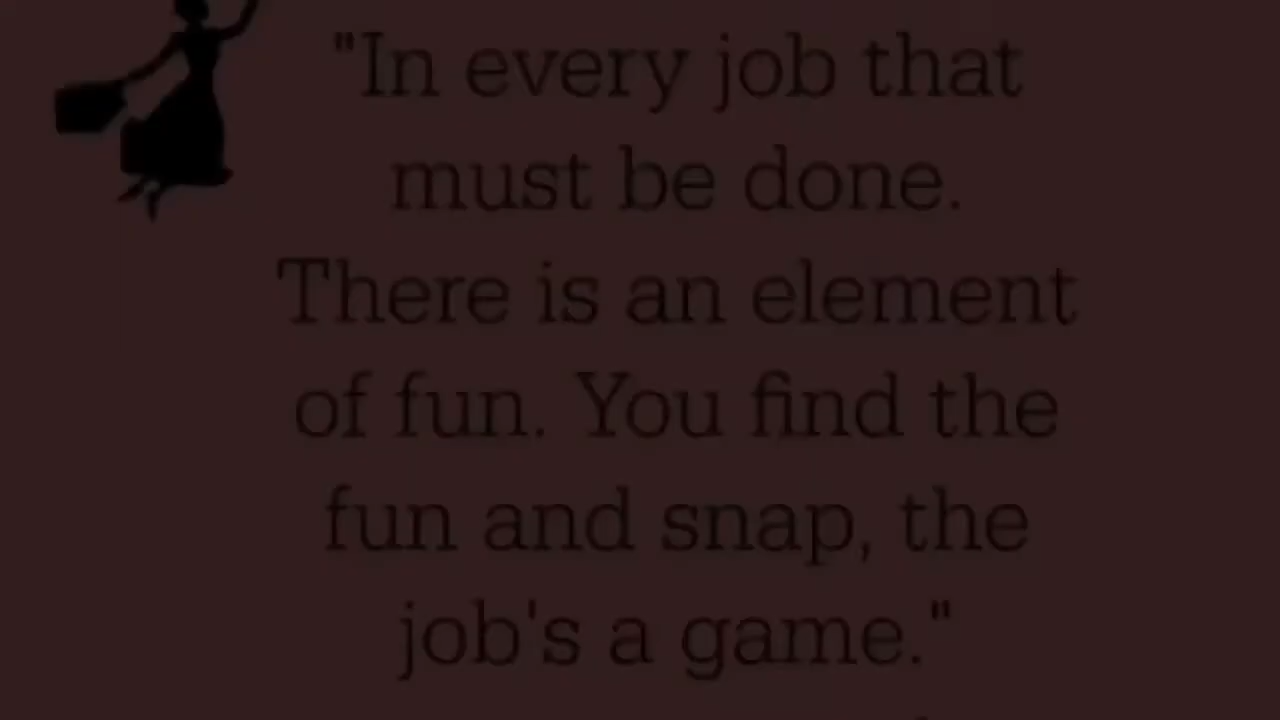 "In every job that
must be done.
There is an element
of fun. You find the
fun and snap, the
job's a game."